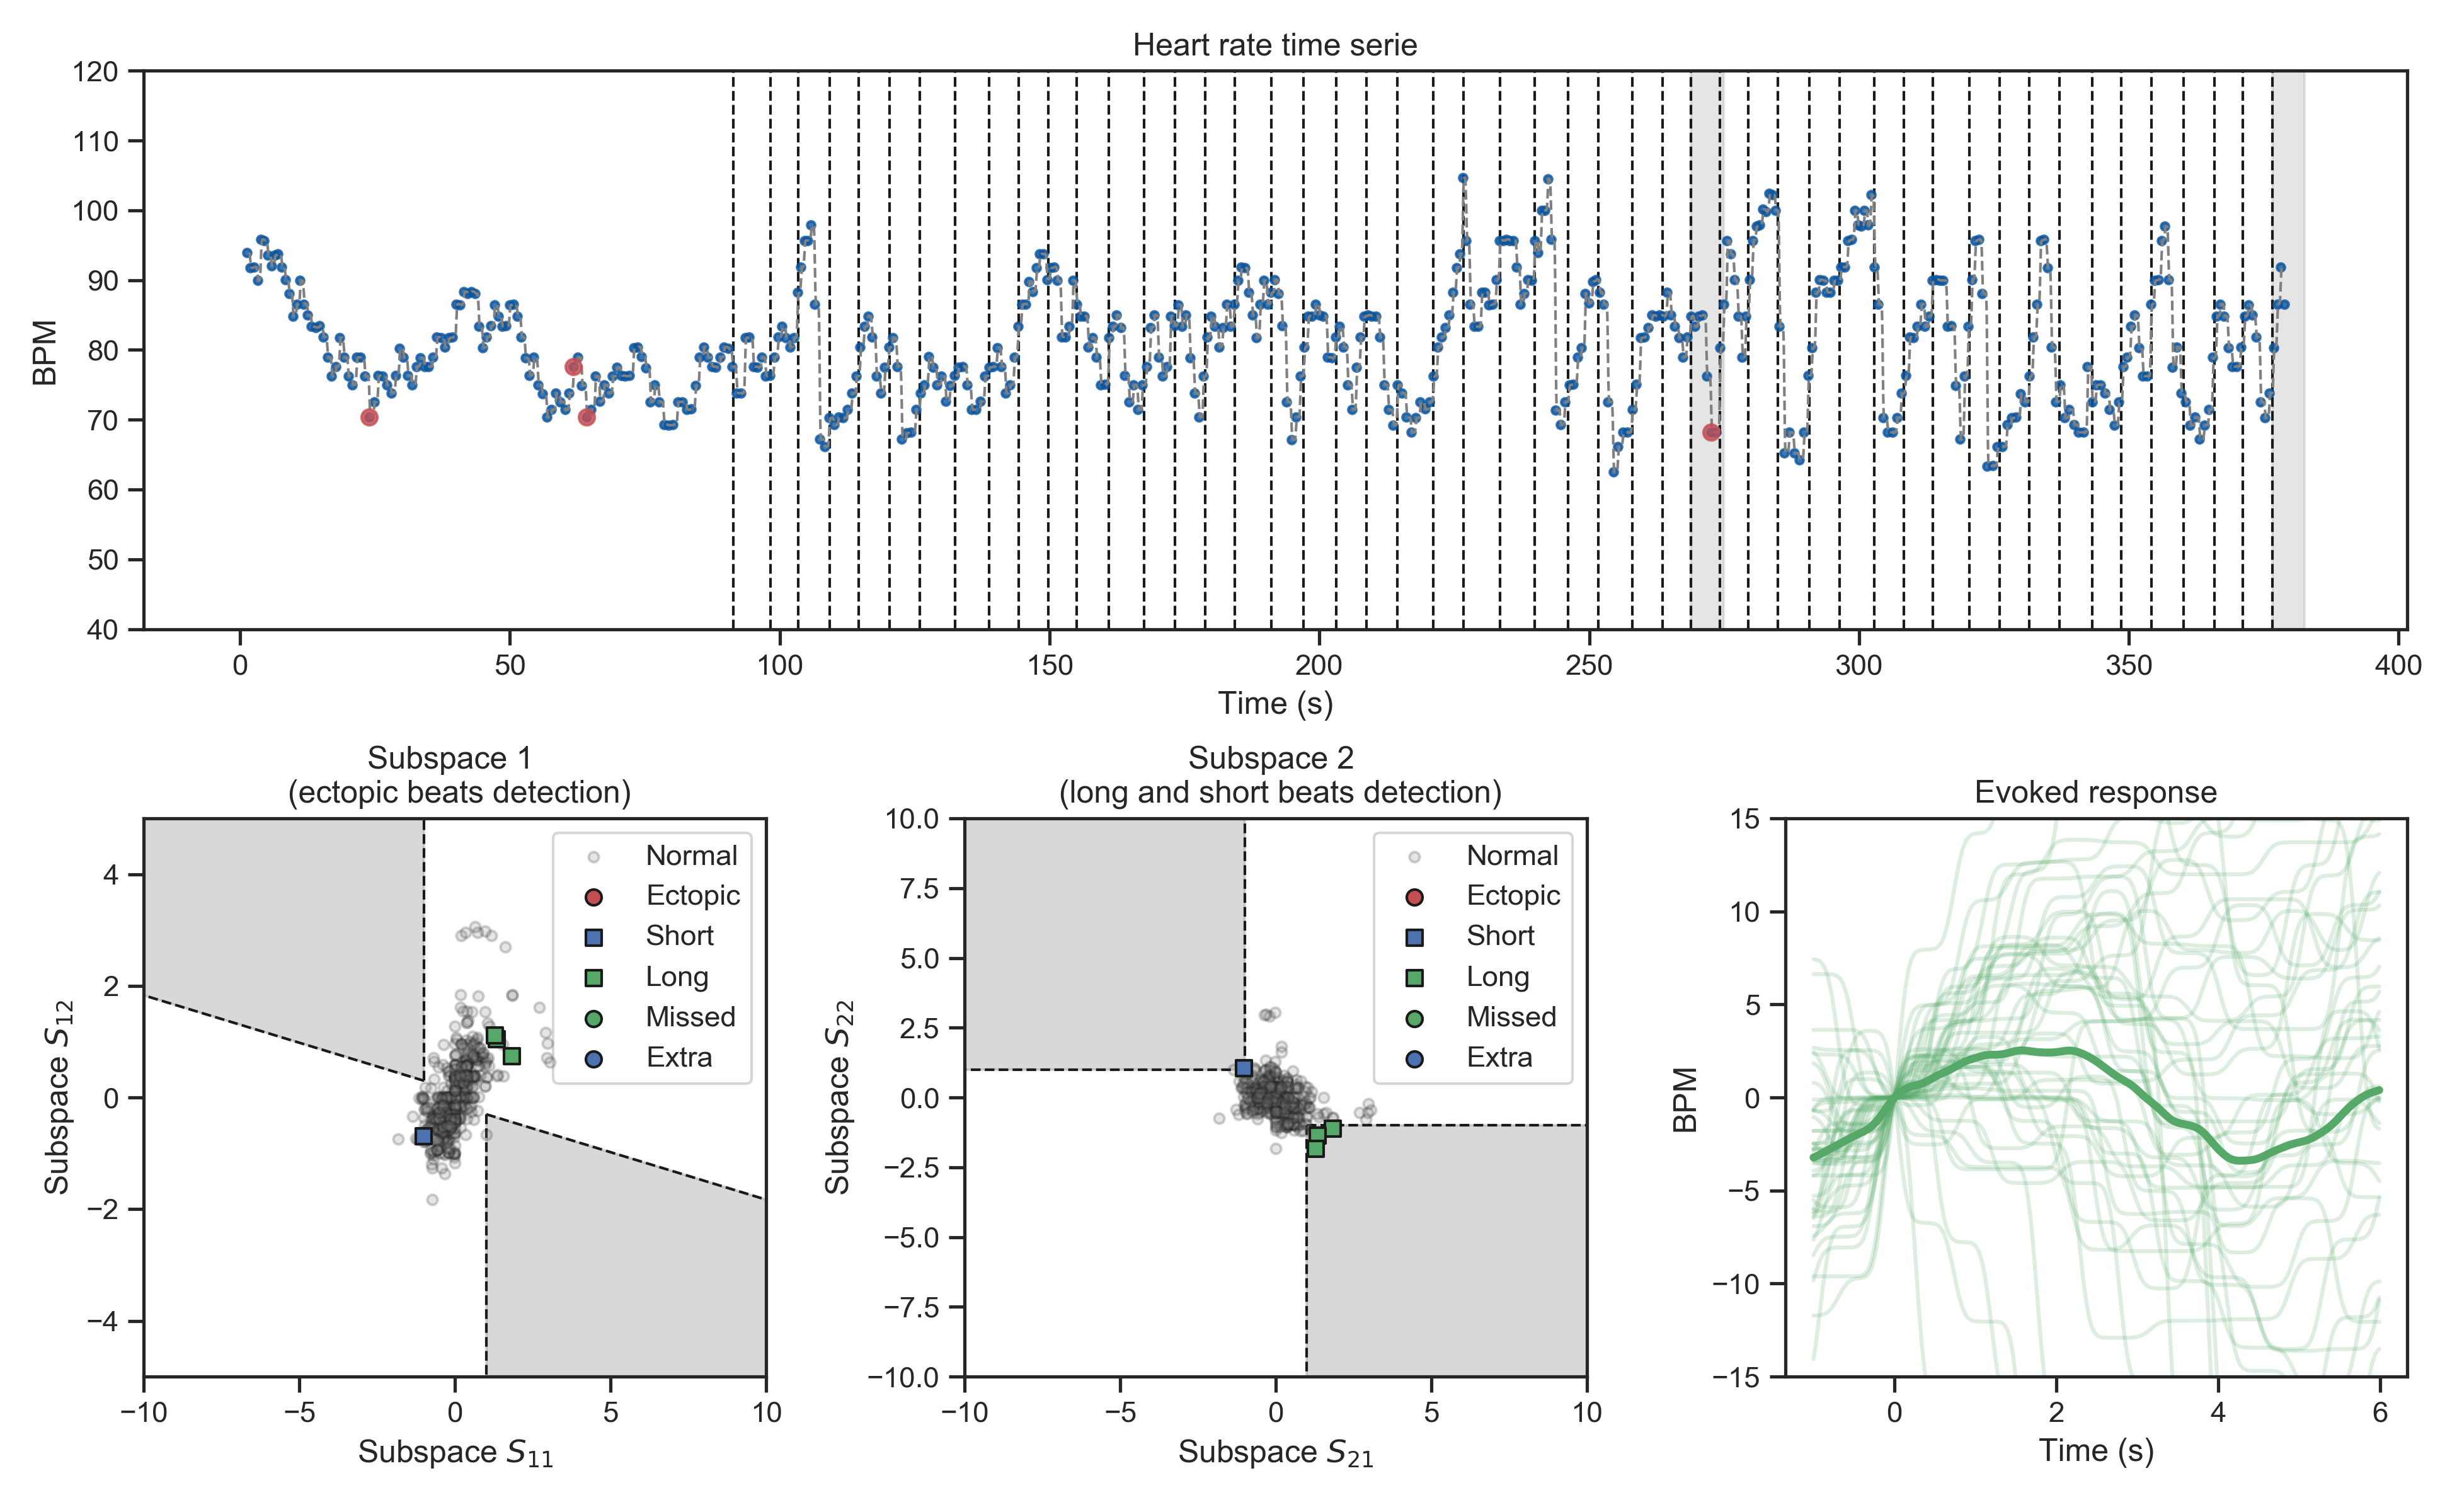 Heart rate time serie
120
110
100
90
80
70
60
50
40
BPM
0 50 100 150 200 250 300 350 400
Time (s)
Subspace 1
(ectopic beats detection)
4
2
0
−2
−4
Subspace S12
Normal
Ectopic
Short
Long
Missed
Extra
−10 −5 0 5 10
Subspace S11
Subspace 2
(long and short beats detection)
10.0
7.5
5.0
2.5
0.0
−2.5
−5.0
−7.5
−10.0
Subspace S22
Normal
Ectopic
Short
Long
Missed
Extra
−10 −5 0 5 10
Subspace S21
Evoked response
15
10
5
0
−5
−10
−15
BPM
0 2 4 6
Time (s)